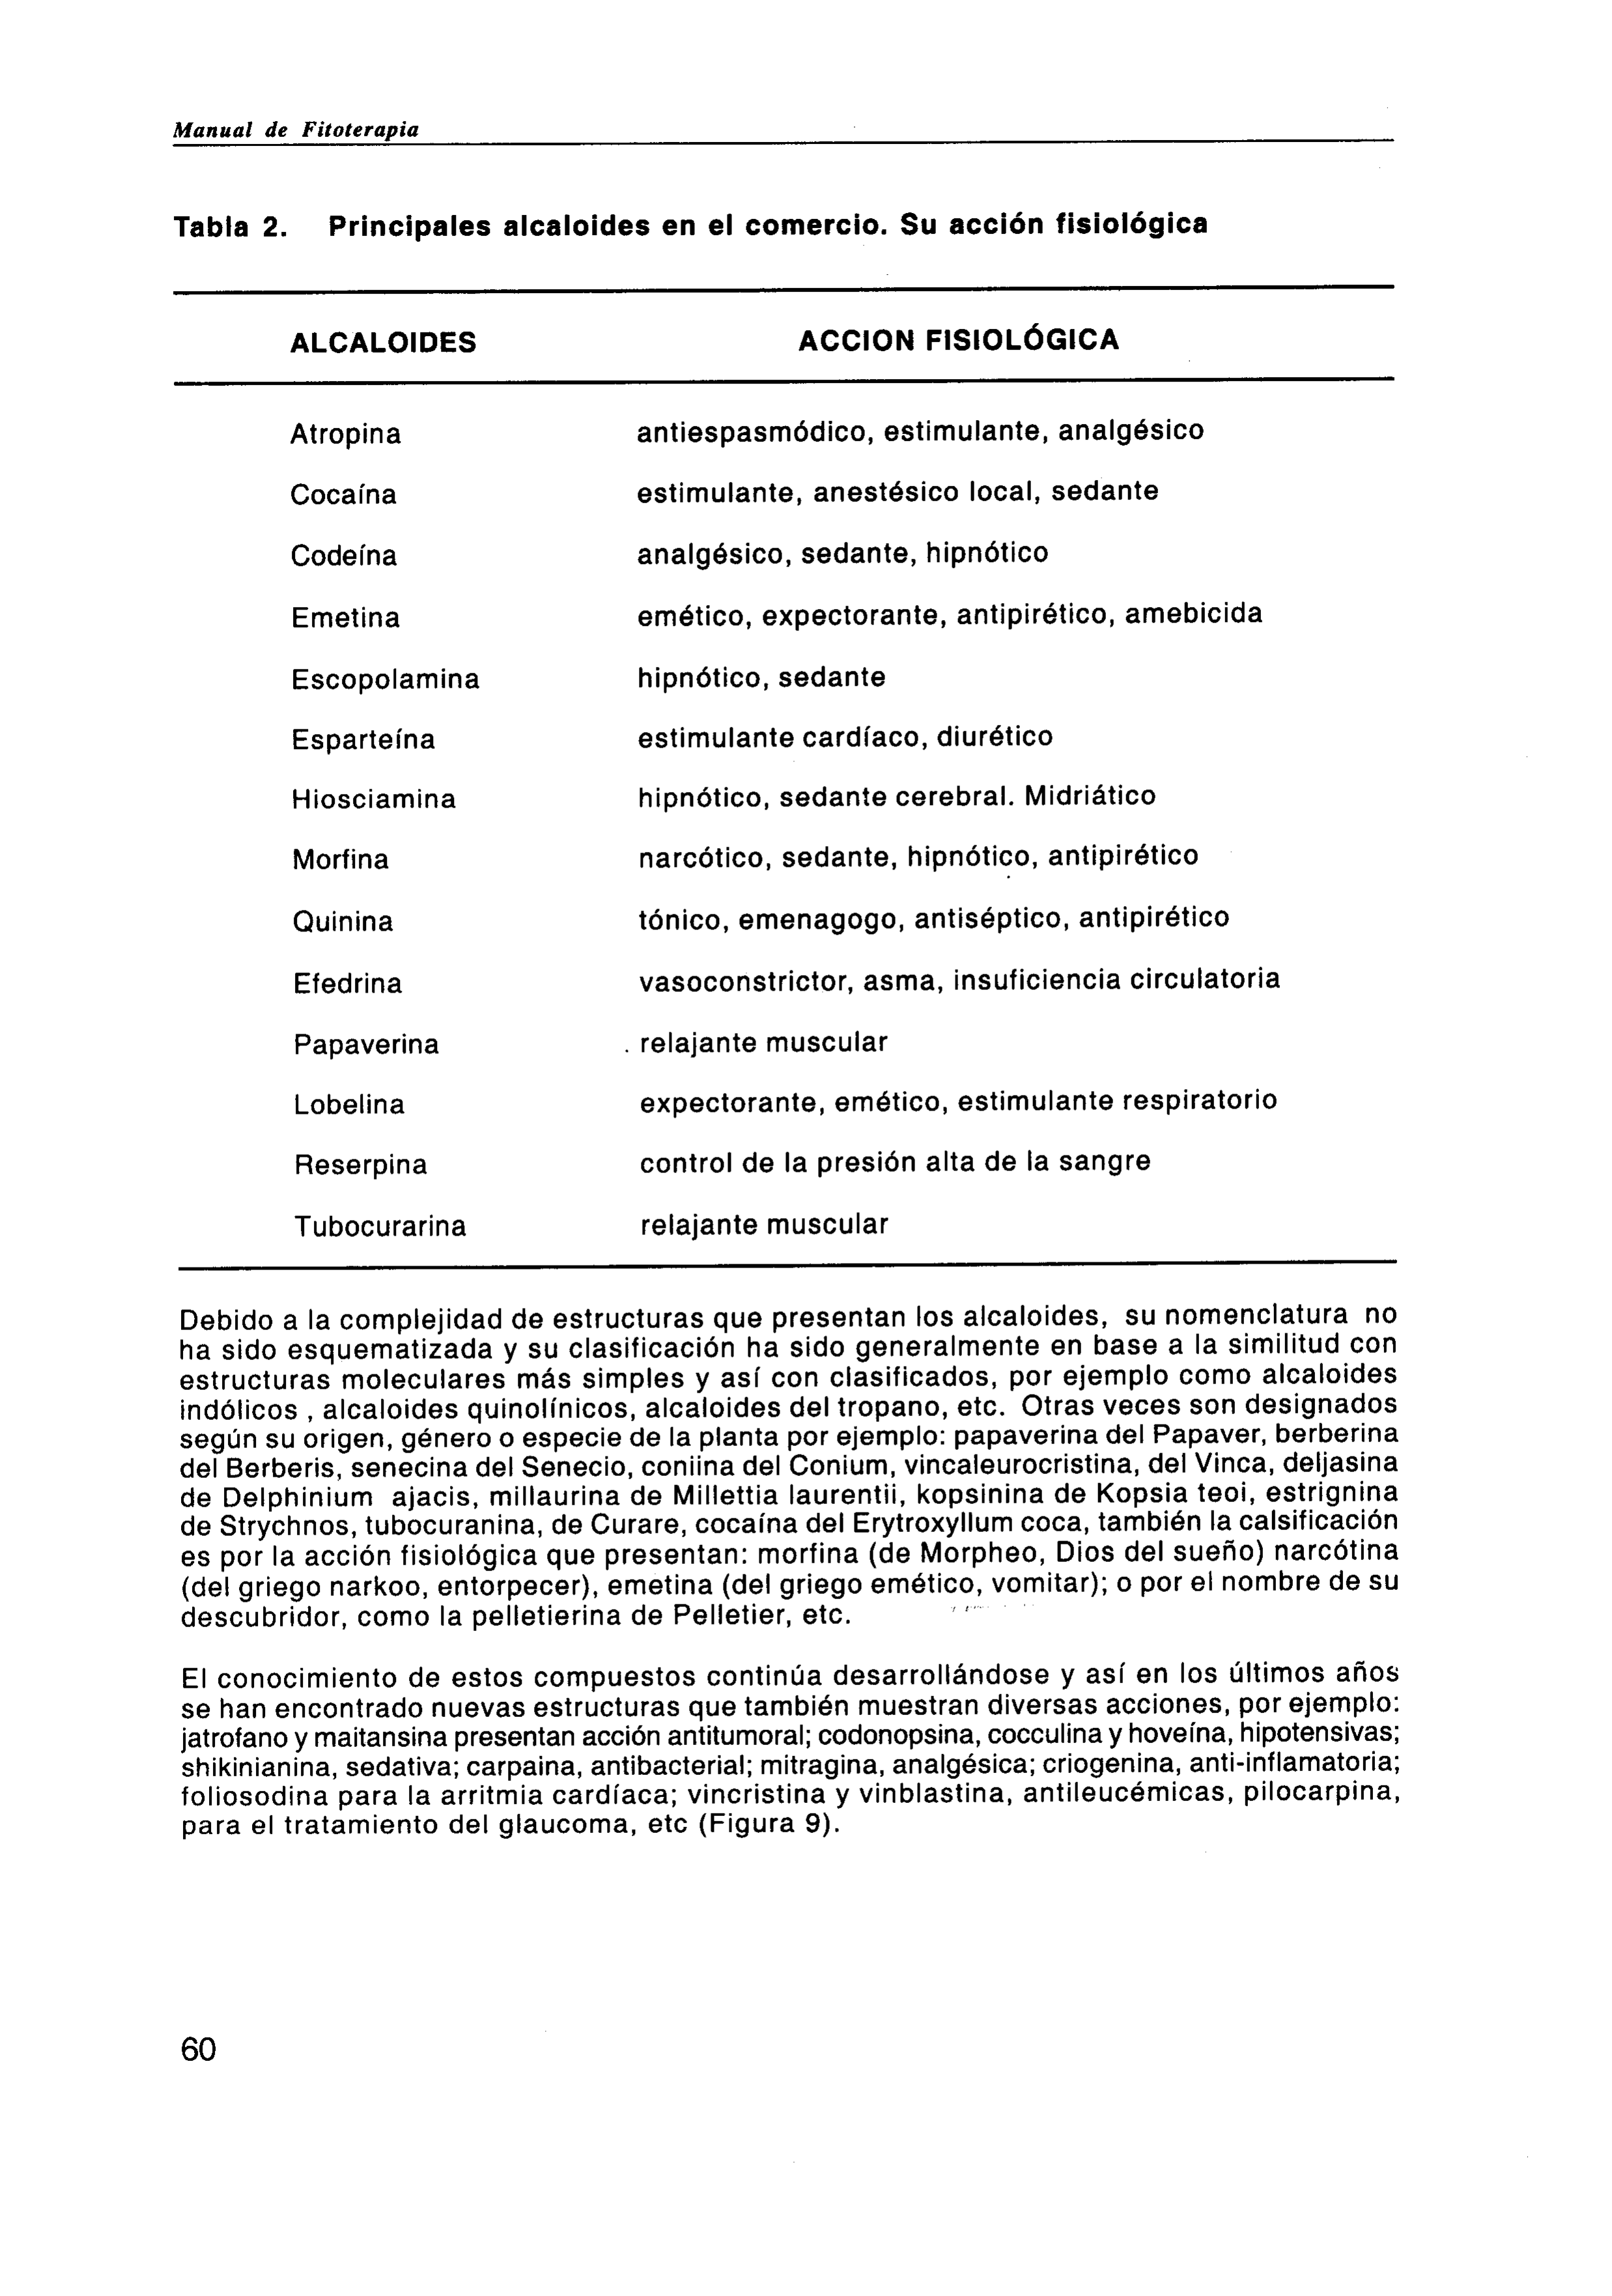 Manual de Fitoterapia
Tabla 2. Principales alcaloides en el comercio. Su acción fisiológica
ALCALOIDES ACCION FISIOLÓGICA
Atropina antiespasmódico, estimulante, analgésico
Cocaína estimulante, anestésico local, sedante
Codeína analgésico, sedante, hipnótico
Emetina emético, expectorante, antipirético, amebicida
Escopolamina hipnótico, sedante
Esparteína estimulante cardíaco, diurético
Hiosciamina hipnótico, sedante cerebral. Midriático
Morfina narcótico, sedante, hipnótico, antipirético
Quinina tónico, emenagogo, antiséptico, antipirético
Efedrina vasoconstrictor, asma, insuficiencia circulatoria
Papaverina relajante muscular
Lobelina expectorante, emético, estimulante respiratorio
Reserpina control de la presión alta de la sangre
Tubocurarina relajante muscular
Debido a la complejidad de estructuras que presentan los alcaloides, su nomenclatura no
ha sido esquematizada y su clasificación ha sido generalmente en base a la similitud con
estructuras moleculares más simples y así con clasificados, por ejemplo como alcaloides
indólicos , alcaloides quinolínicos, alcaloides del tropano, etc. Otras veces son designados
según su origen, género o especie de la planta por ejemplo: papaverina del Papaver, berberina
del Berberis, senecina del Senecio, coniina del Conium, vincaleurocristina, del Vinca, deljasina
de Delphinium ajacis, millaurina de Millettia laurentii, kopsinina de Kopsia teoi, estrignina
de Strychnos, tubocuranina, de Curare, cocaína del Erytroxyllum coca, también la calsificación
es por la acción fisiológica que presentan: morfina (de Morpheo, Dios del sueño) narcótina
(del griego narkoo, entorpecer), emetina (del griego emético, vomitar); o por el nombre de su
descubridor, como la pelletierina de Pelletier, etc.
El conocimiento de estos compuestos continúa desarrollándose y así en los últimos años
se han encontrado nuevas estructuras que también muestran diversas acciones, por ejemplo:
jatrofano y maitansina presentan acción antitumoral; codonopsina, cocculina y hoveína, hipotensivas;
shikinianina, sedativa; carpaina, antibacterial; mitragina, analgésica; criogenina, anti-inflamatoria;
foliosodina para la arritmia cardíaca; vincristina y vinblastina, antileucémicas, pilocarpina,
para el tratamiento del glaucoma, etc (Figura 9).
60